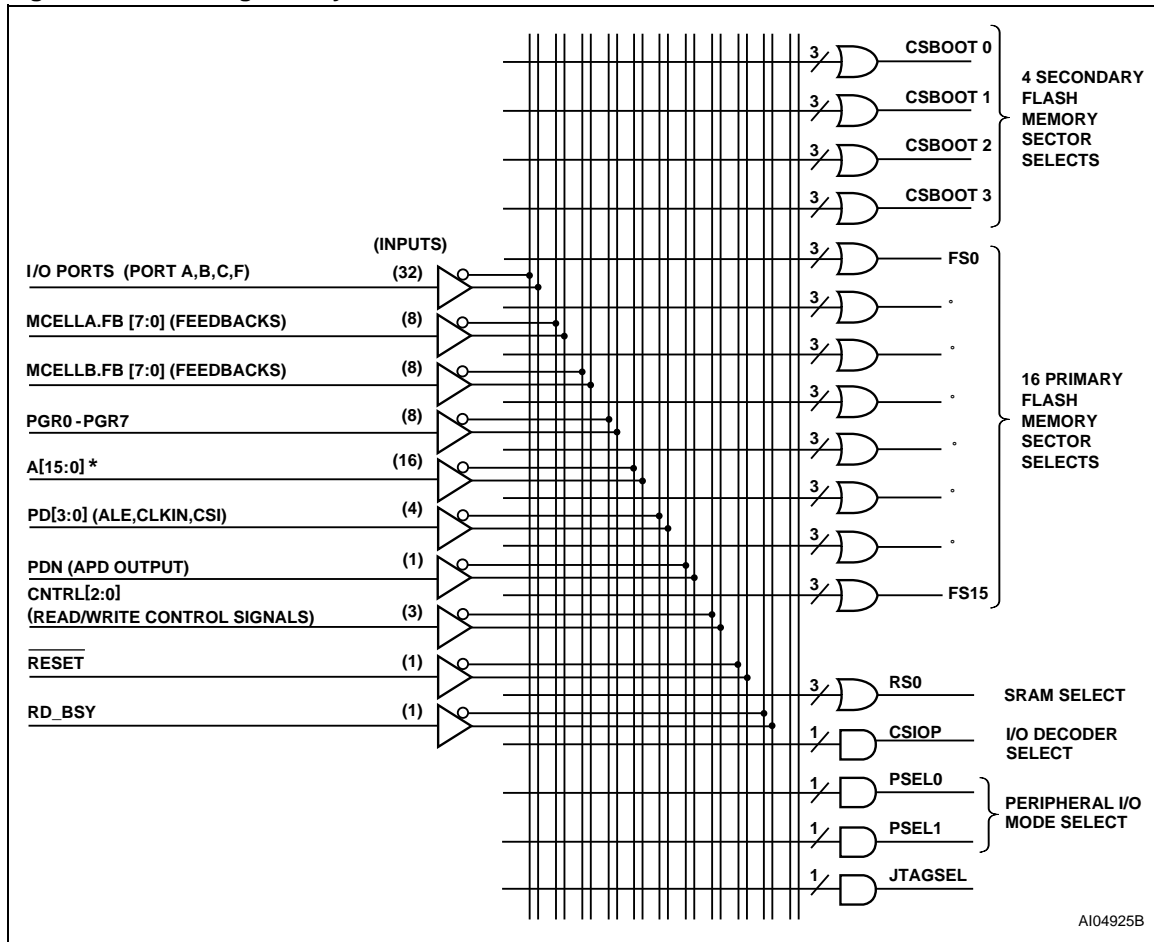 3 CSBOOT 0
3 CSBOOT 1
3 CSBOOT 2
3 CSBOOT 3
4 SECONDARY
FLASH
MEMORY
SECTOR
SELECTS
(INPUTS)
I/O PORTS (PORT A,B,C,F) (32)
MCELLA.FB [7:0] (FEEDBACKS) (8)
MCELLB.FB [7:0] (FEEDBACKS) (8)
PGR0 - PGR7 (8)
A[15:0] * (16)
PD[3:0] (ALE,CLKIN,CSI) (4)
PDN (APD OUTPUT) (1)
CNTRL[2:0]
(READ/WRITE CONTROL SIGNALS) (3)
RESET (1)
RD_BSY (1)
3 FS0
3
3
3
3
3
3
3 FS15
16 PRIMARY
FLASH
MEMORY
SECTOR
SELECTS
3 RS0 SRAM SELECT
1 CSIOP I/O DECODER
SELECT
1 PSEL0
1 PSEL1
PERIPHERAL I/O
MODE SELECT
1 JTAGSEL
AI04925B